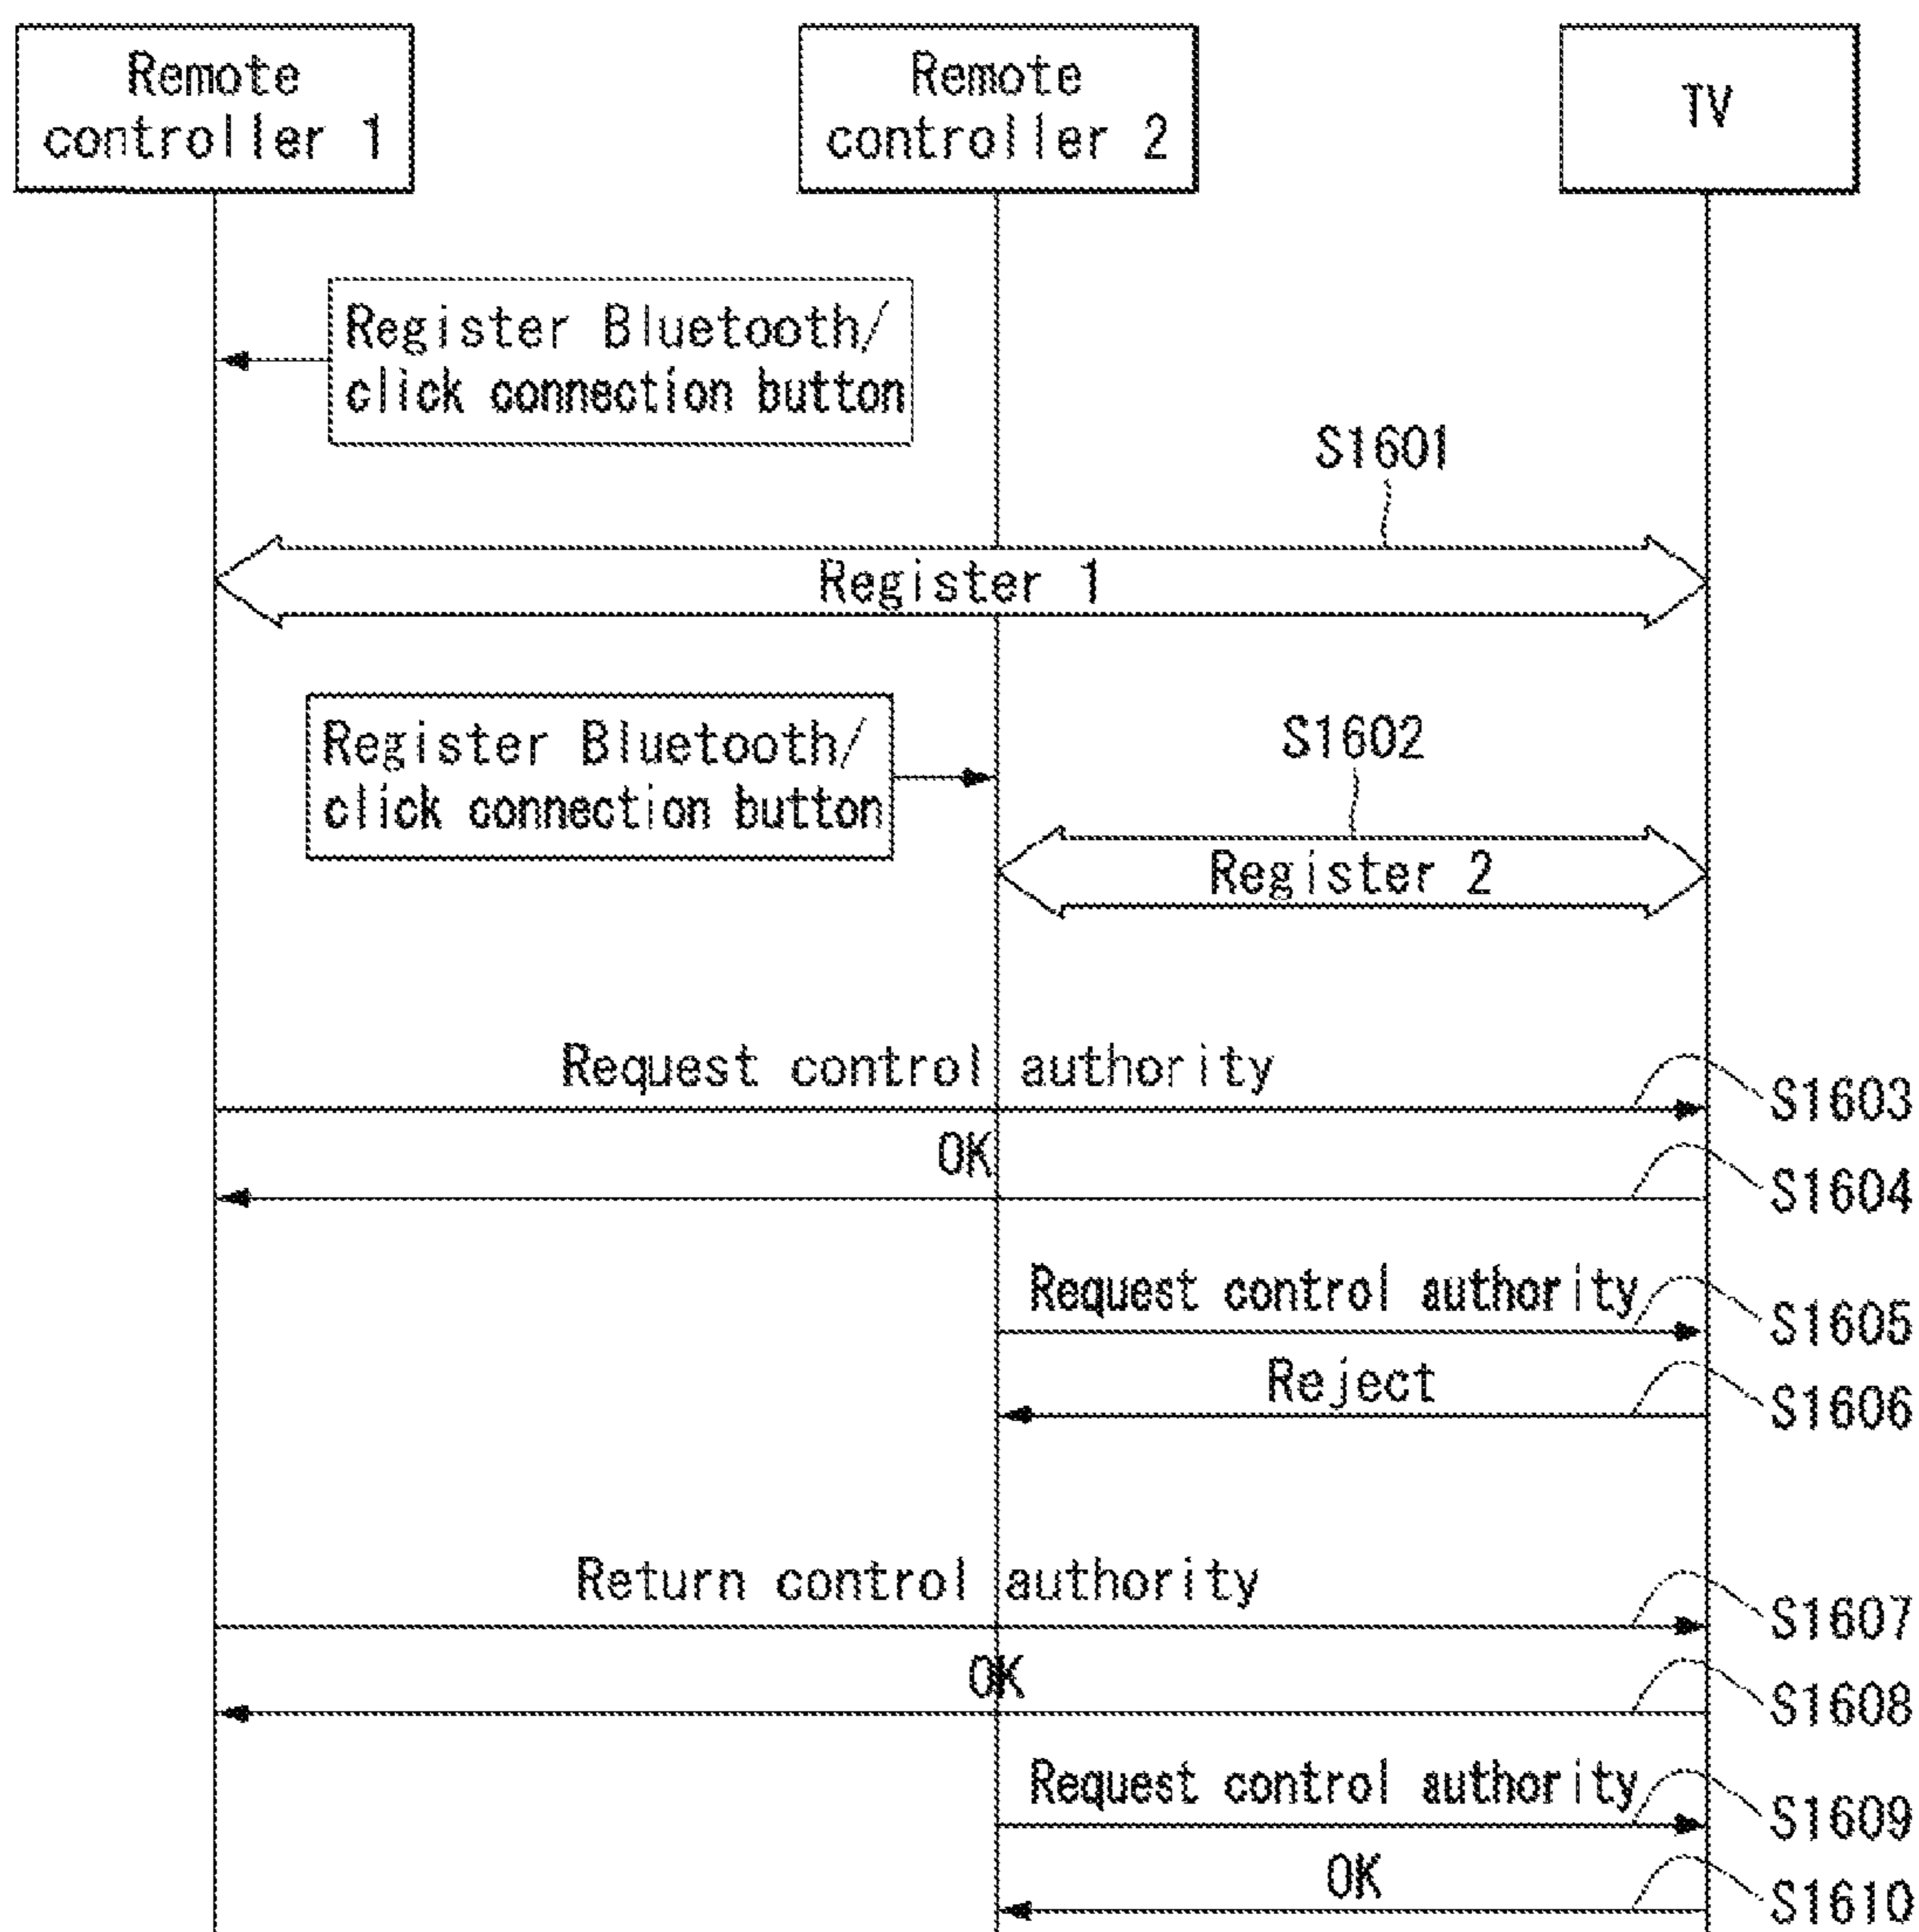 Remote
controller 1
Remote
controller 2
TV
Register Bluetooth/
click connection button
S1601
Register 1
Register Bluetooth/
click connection button
S1602
Register 2
Request control authority
S1603
OK
S1604
Request control authority
S1605
Reject
S1606
Return control authority
S1607
OK
S1608
Request control authority
S1609
OK
S1610